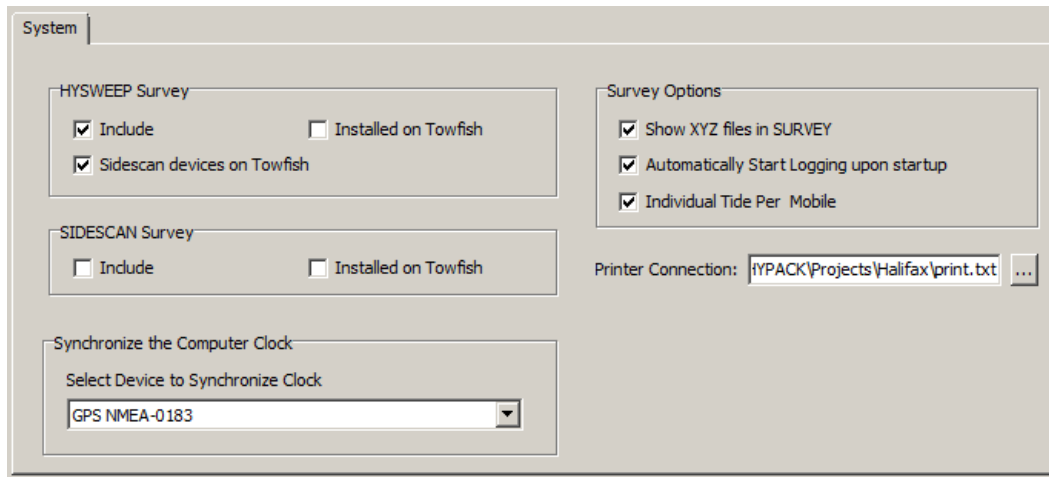 System
HYSWEEP Survey
Include
Installed on Towfish
Sidescan devices on Towfish
SIDESCAN Survey
Include
Installed on Towfish
Synchronize the Computer Clock
Select Device to Synchronize Clock
GPS NMEA-0183
Survey Options
Show XYZ files in SURVEY
Automatically Start Logging upon startup
Individual Tide Per Mobile
Printer Connection: HYPACK\Projects\Halifax\print.txt ...